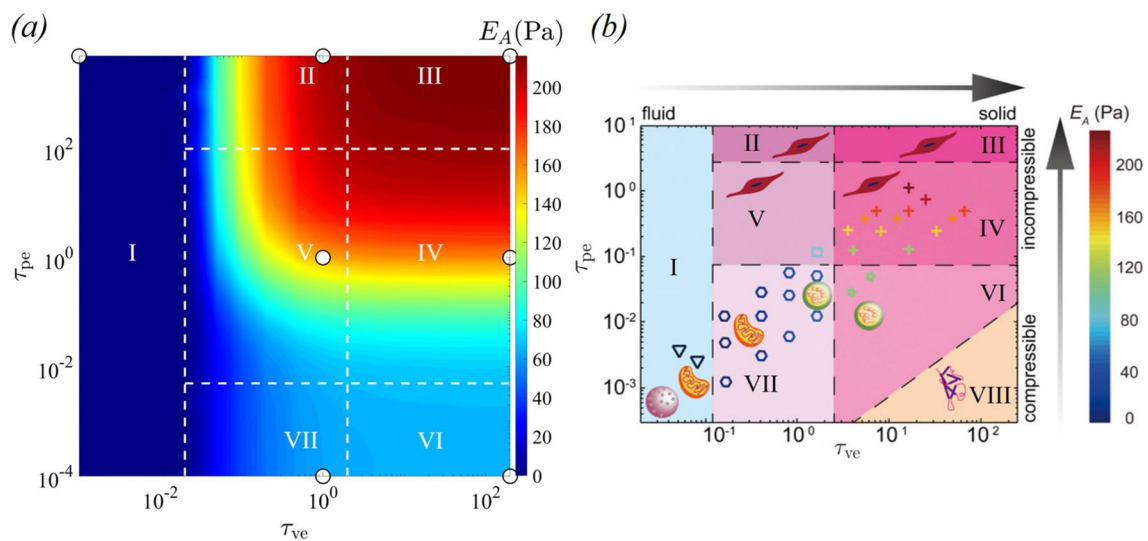 (a)
E_A(Pa)
II
III
200
180
160
140
120
100
80
60
40
20
0
10^2
10^0
10^-2
10^-4
τ_pe
I
V
IV
VII
VI
10^-2
10^0
10^2
τ_ve
(b)
fluid
solid
E_A (Pa)
10^1
10^0
10^-1
10^-2
10^-3
τ_pe
II
III
V
IV
I
VI
VII
VIII
incompressible
compressible
200
160
120
80
40
0
10^-1
10^0
10^1
10^2
τ_ve